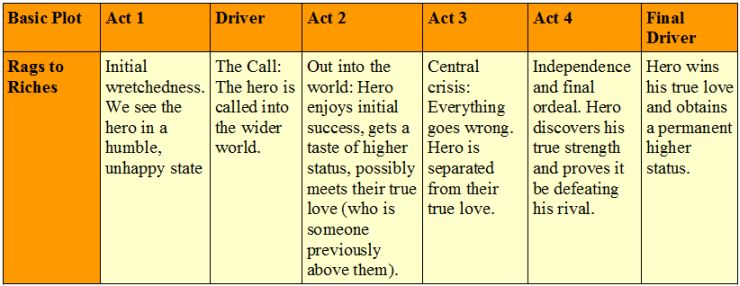 Basic Plot
Act 1
Driver
Act 2
Act 3
Act 4
Final
Driver
Rags to
Riches
Initial
wretchedness.
We see the
hero in a
humble,
unhappy state
The Call:
The hero is
called into
the wider
world.
Out into the
world: Hero
enjoys initial
success, gets a
taste of higher
status, possibly
meets their true
love (who is
someone
previously
above them).
Central
crisis:
Everything
goes wrong.
Hero is
separated
from their
true love.
Independence
and final
ordeal. Hero
discovers his
true strength
and proves it
be defeating
his rival.
Hero wins
his true love
and obtains
a permanent
higher
status.